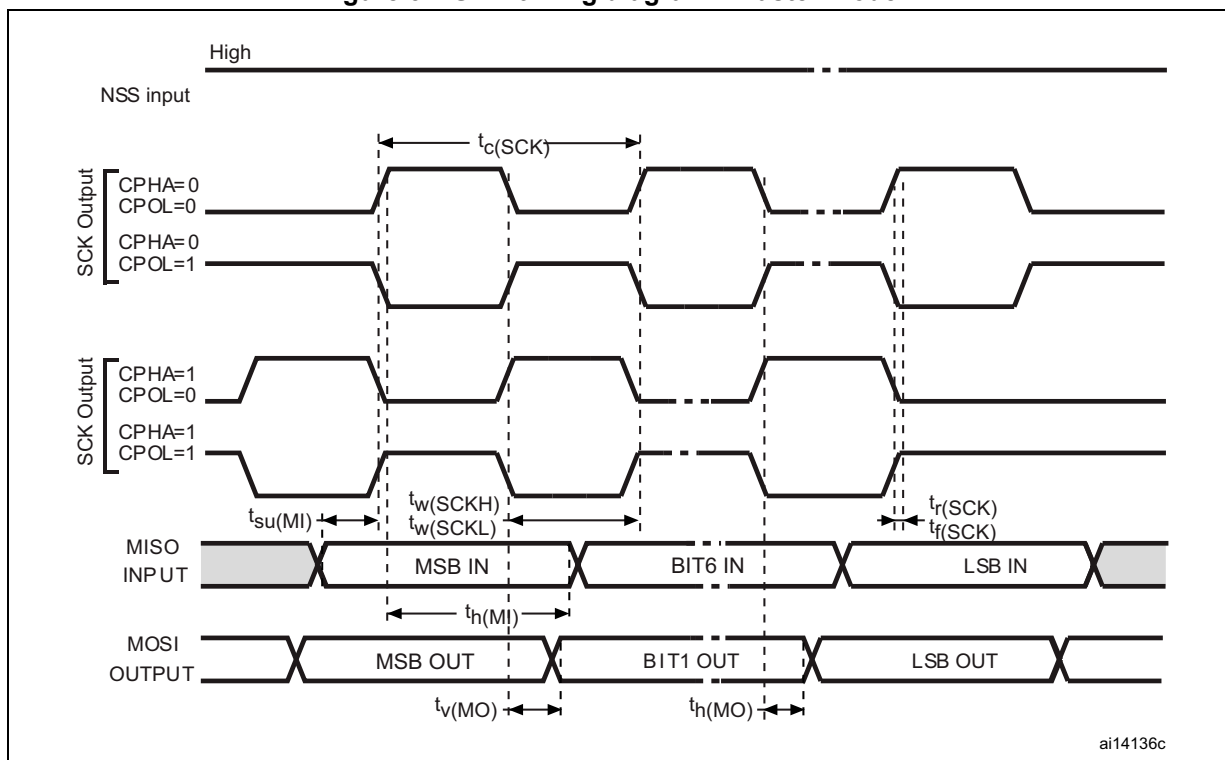 High
NSS input
tc(SCK)
SCK Output
CPHA=0
CPOL=0
CPHA=0
CPOL=1
SCK Output
CPHA=1
CPOL=0
CPHA=1
CPOL=1
tsu(MI)
tw(SCKH)
tw(SCKL)
tr(SCK)
tf(SCK)
MISO
INPUT
MSB IN
BIT6 IN
LSB IN
th(MI)
MOSI
OUTPUT
MSB OUT
BIT1 OUT
LSB OUT
tv(MO)
th(MO)
ai14136c